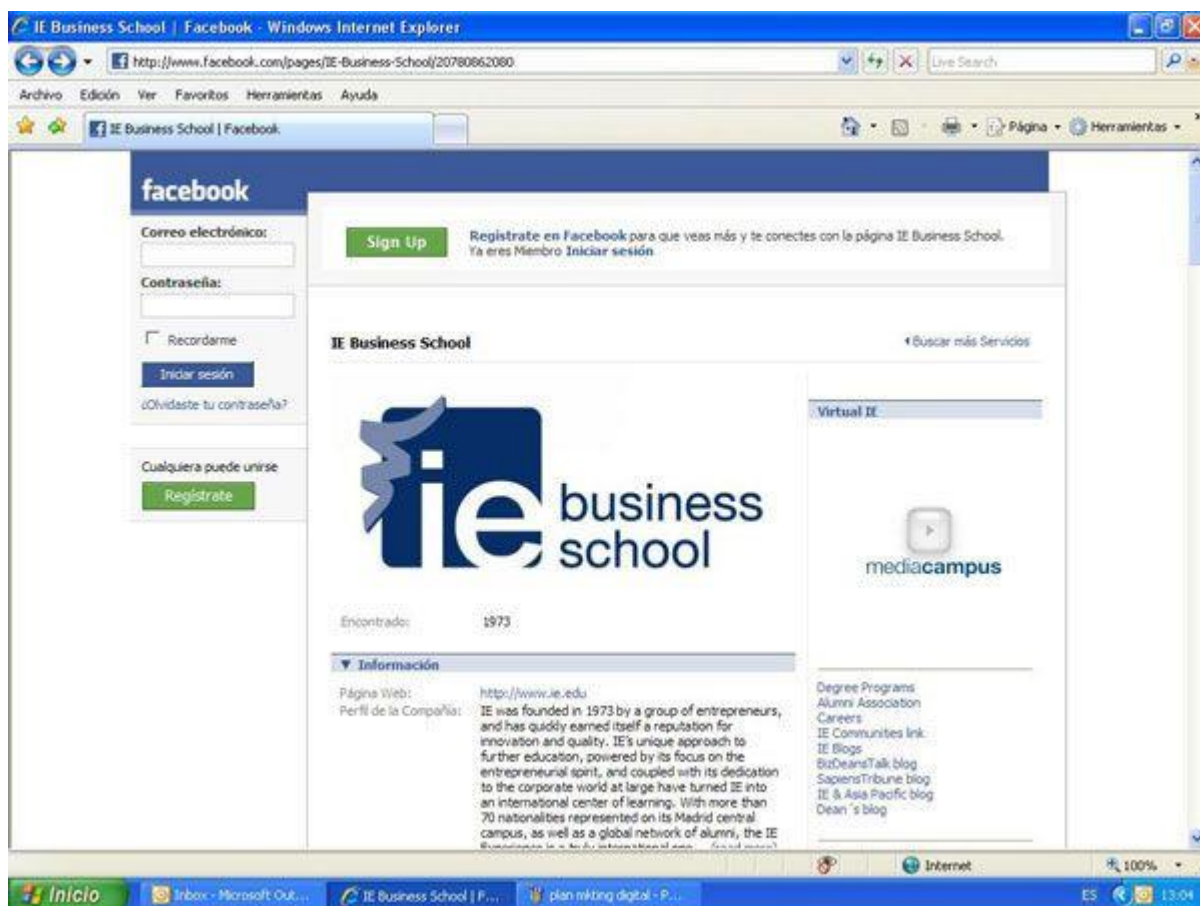 IE Business School | Facebook - Windows Internet Explorer
http://www.facebook.com/pages/IE-Business-School/20780862080
Live Search
Archivo Edición Ver Favoritos Herramientas Ayuda
IE Business School | Facebook
Página
Herramientas
facebook
Correo electrónico:
Contraseña:
Recordarme
Iniciar sesión
¿Olvidaste tu contraseña?
Cualquiera puede unirse
Regístrate
Sign Up
Regístrate en Facebook para que veas más y te conectes con la página IE Business School.
Ya eres Miembro Iniciar sesión
IE Business School
Buscar más Servicios
ie business
school
Encontrado: 1973
Información
Página Web: http://www.ie.edu
Perfil de la Compañía: IE was founded in 1973 by a group of entrepreneurs,
and has quickly earned itself a reputation for
innovation and quality. IE's unique approach to
further education, powered by its focus on the
entrepreneurial spirit, and coupled with its dedication
to the corporate world at large have turned IE into
an international center of learning. With more than
70 nationalities represented on its Madrid central
campus, as well as a global network of alumni, the IE
Experience is a truly international one... (read more)
Virtual IE
mediacampus
Degree Programs
Alumni Association
Careers
IE Communities link
IE Blogs
BizDeansTalk blog
SapiensTribune blog
IE & Asia Pacific blog
Dean´s blog
Internet
100%
Inicio
Inbox - Microsoft Out...
IE Business School | F...
plan mkting digital - P...
ES
13:04